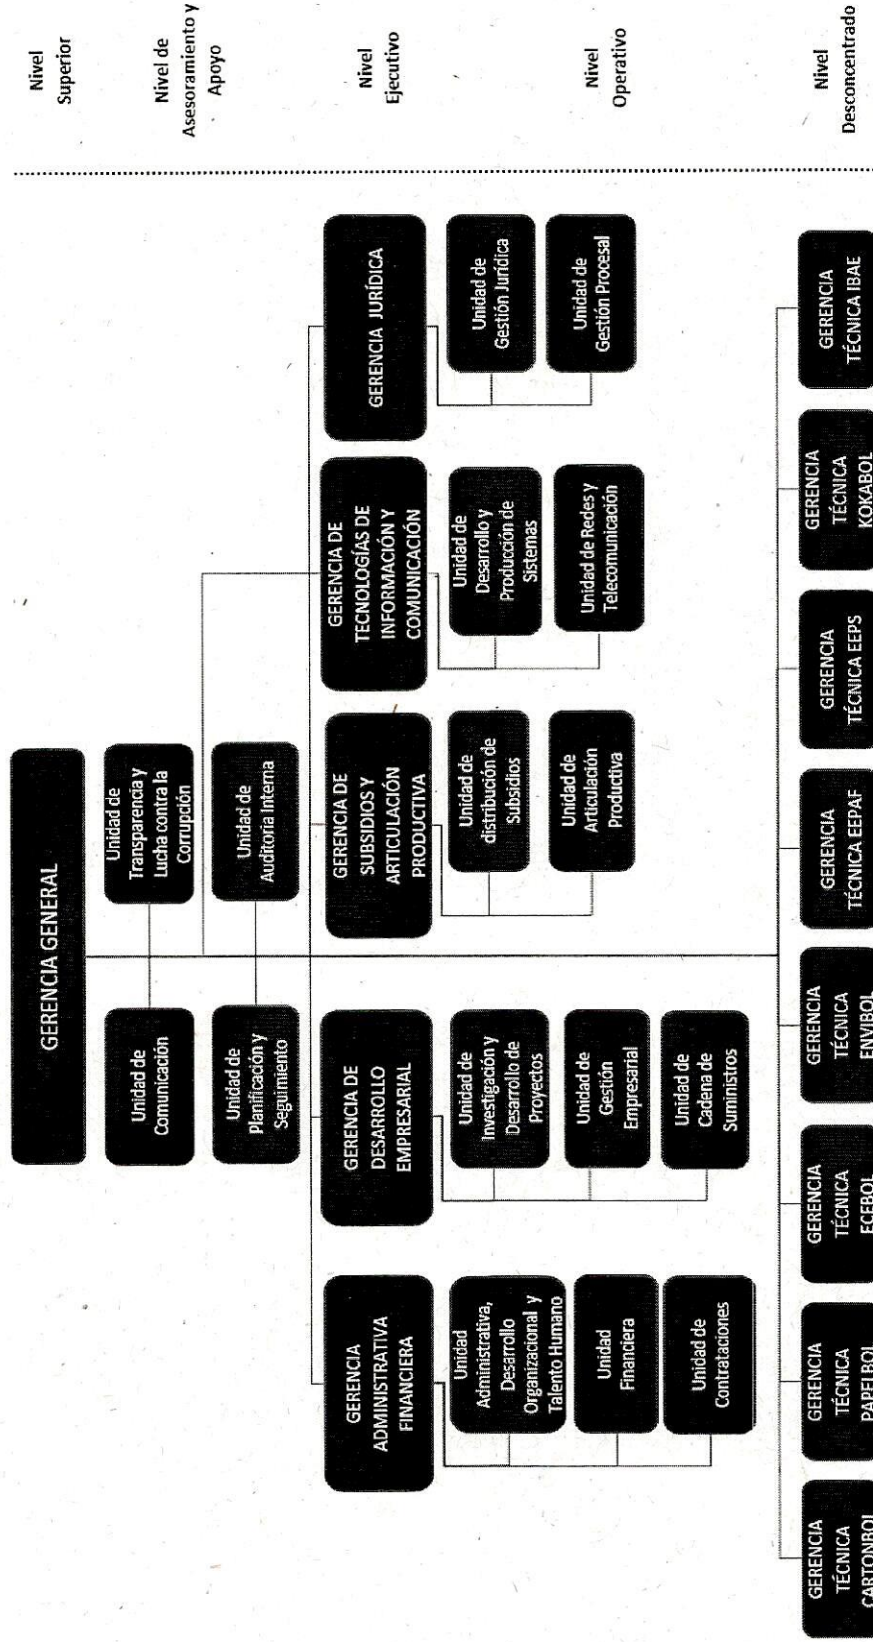 Nivel
Superior
GERENCIA GENERAL
Nivel de
Asesoramiento y
Apoyo
Unidad de
Comunicación
Unidad de
Transparencia y
Lucha contra la
Corrupción
Unidad de
Planificación y
Seguimiento
Unidad de
Auditoria Interna
Nivel
Ejecutivo
GERENCIA
ADMINISTRATIVA
FINANCIERA
GERENCIA DE
DESARROLLO
EMPRESARIAL
GERENCIA DE
SUBSIDIOS Y
ARTICULACIÓN
PRODUCTIVA
GERENCIA DE
TECNOLOGÍAS DE
INFORMACIÓN Y
COMUNICACIÓN
GERENCIA JURÍDICA
Nivel
Operativo
Unidad
Administrativa,
Desarrollo
Organizacional y
Talento Humano
Unidad
Financiera
Unidad de
Contrataciones
Unidad de
Investigación y
Desarrollo de
Proyectos
Unidad de
Gestión
Empresarial
Unidad de
Cadena de
Suministros
Unidad de
distribución de
Subsidios
Unidad de
Articulación
Productiva
Unidad de
Desarrollo y
Producción de
Sistemas
Unidad de Redes y
Telecomunicación
Unidad de
Gestión Jurídica
Unidad de
Gestión Procesal
Nivel
Desconcentrado
GERENCIA
TÉCNICA
CARTONBOL
GERENCIA
TÉCNICA
PAPELBOL
GERENCIA
TÉCNICA
ECEBOL
GERENCIA
TÉCNICA
ENVIBOL
GERENCIA
TÉCNICA EEPAF
GERENCIA
TÉCNICA EEPS
GERENCIA
TÉCNICA
KOKABOL
GERENCIA
TÉCNICA IBAE